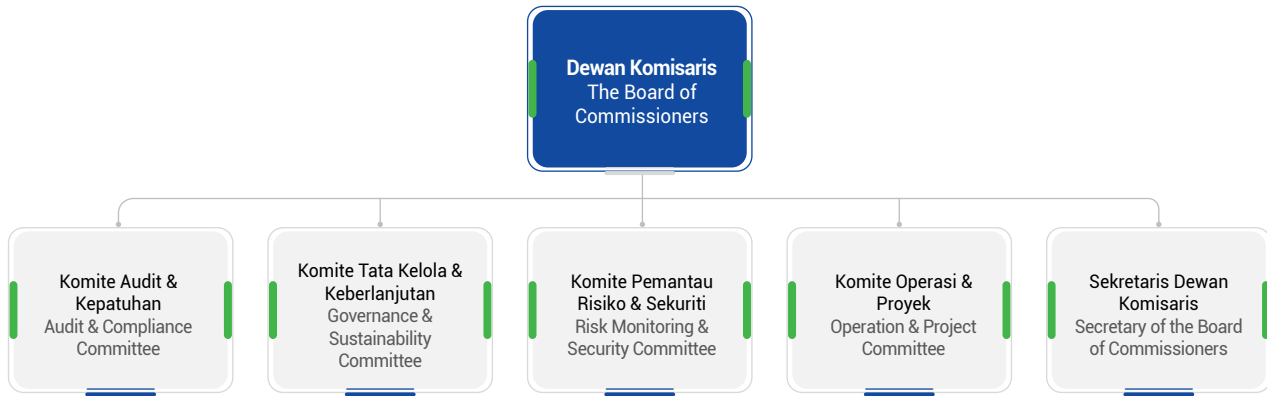 Dewan Komisaris
The Board of
Commissioners
Komite Audit &
Kepatuhan
Audit & Compliance
Committee
Komite Tata Kelola &
Keberlanjutan
Governance &
Sustainability
Committee
Komite Pemantau
Risiko & Sekuriti
Risk Monitoring &
Security Committee
Komite Operasi &
Proyek
Operation & Project
Committee
Sekretaris Dewan
Komisaris
Secretary of the Board
of Commissioners